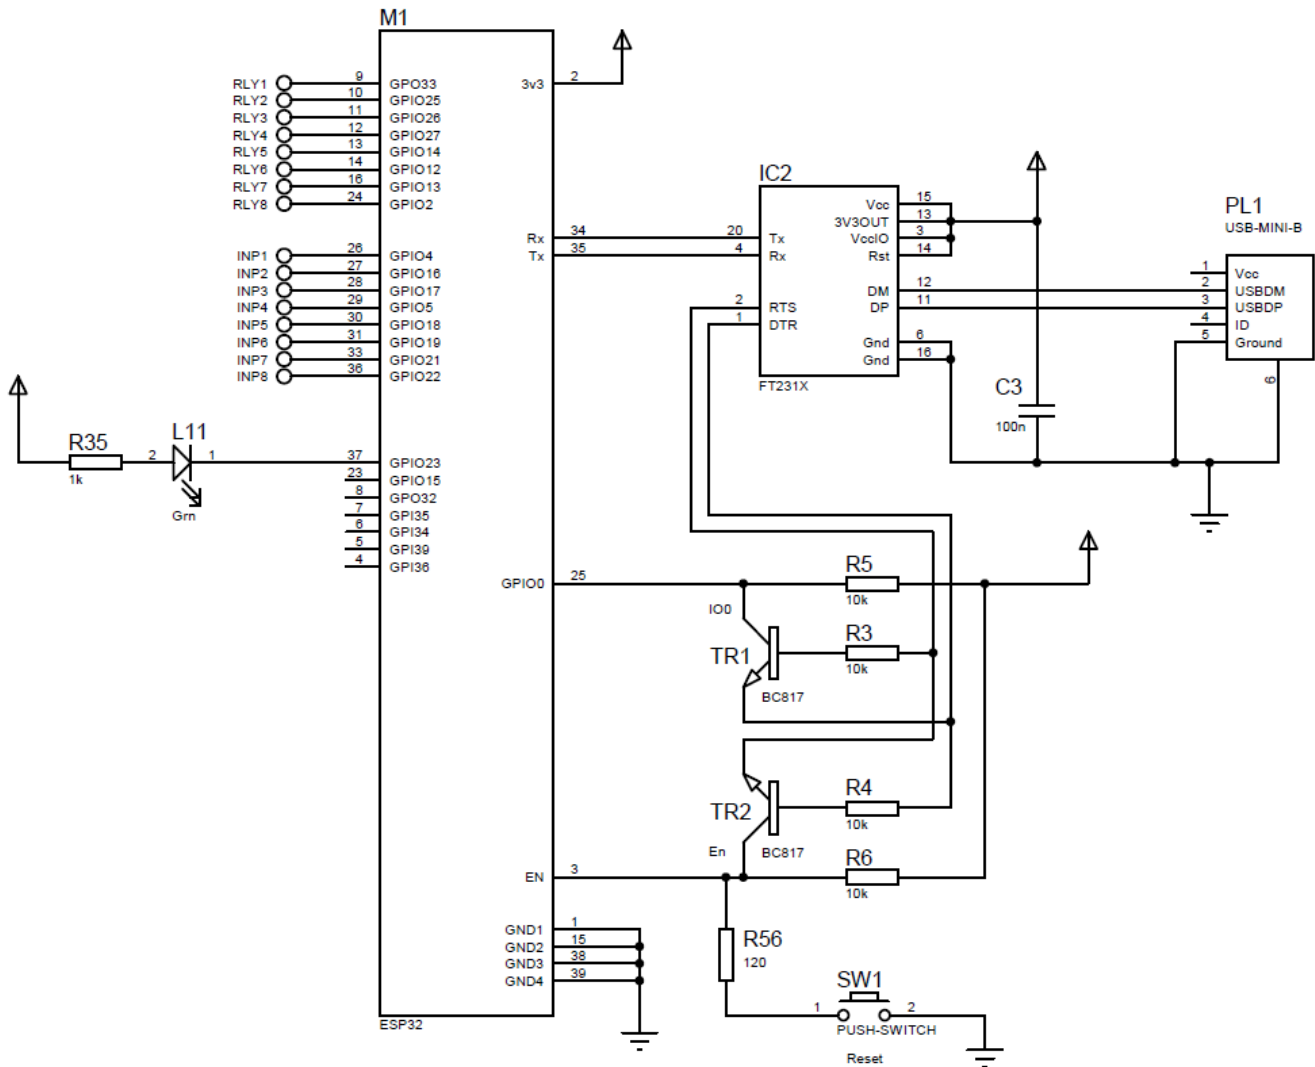 M1
RLY1 9 GPO33
RLY2 10 GPIO25
RLY3 11 GPIO26
RLY4 12 GPIO27
RLY5 13 GPIO14
RLY6 14 GPIO12
RLY7 16 GPIO13
RLY8 24 GPIO2
INP1 26 GPIO4
INP2 27 GPIO16
INP3 28 GPIO17
INP4 29 GPIO5
INP5 30 GPIO18
INP6 31 GPIO19
INP7 33 GPIO21
INP8 36 GPIO22
R35
1k
2
L11
1
Grn
37 GPIO23
23 GPIO15
8 GPO32
7 GPI35
6 GPI34
5 GPI39
4 GPI36
3v3 2
Rx 34
Tx 35
GPIO0 25
EN 3
GND1 1
GND2 15
GND3 38
GND4 39
ESP32
IC2
20 Tx
4 Rx
2 RTS
1 DTR
Vcc 15
3V3OUT 13
VccIO 3
Rst 14
DM 12
DP 11
Gnd 6
Gnd 16
FT231X
C3
100n
PL1
USB-MINI-B
1 Vcc
2 USBDM
3 USBDP
4 ID
5 Ground
6
R5
10k
IO0
R3
10k
TR1
BC817
R4
10k
TR2
BC817
En
R6
10k
R56
120
SW1
1 2
PUSH-SWITCH
Reset